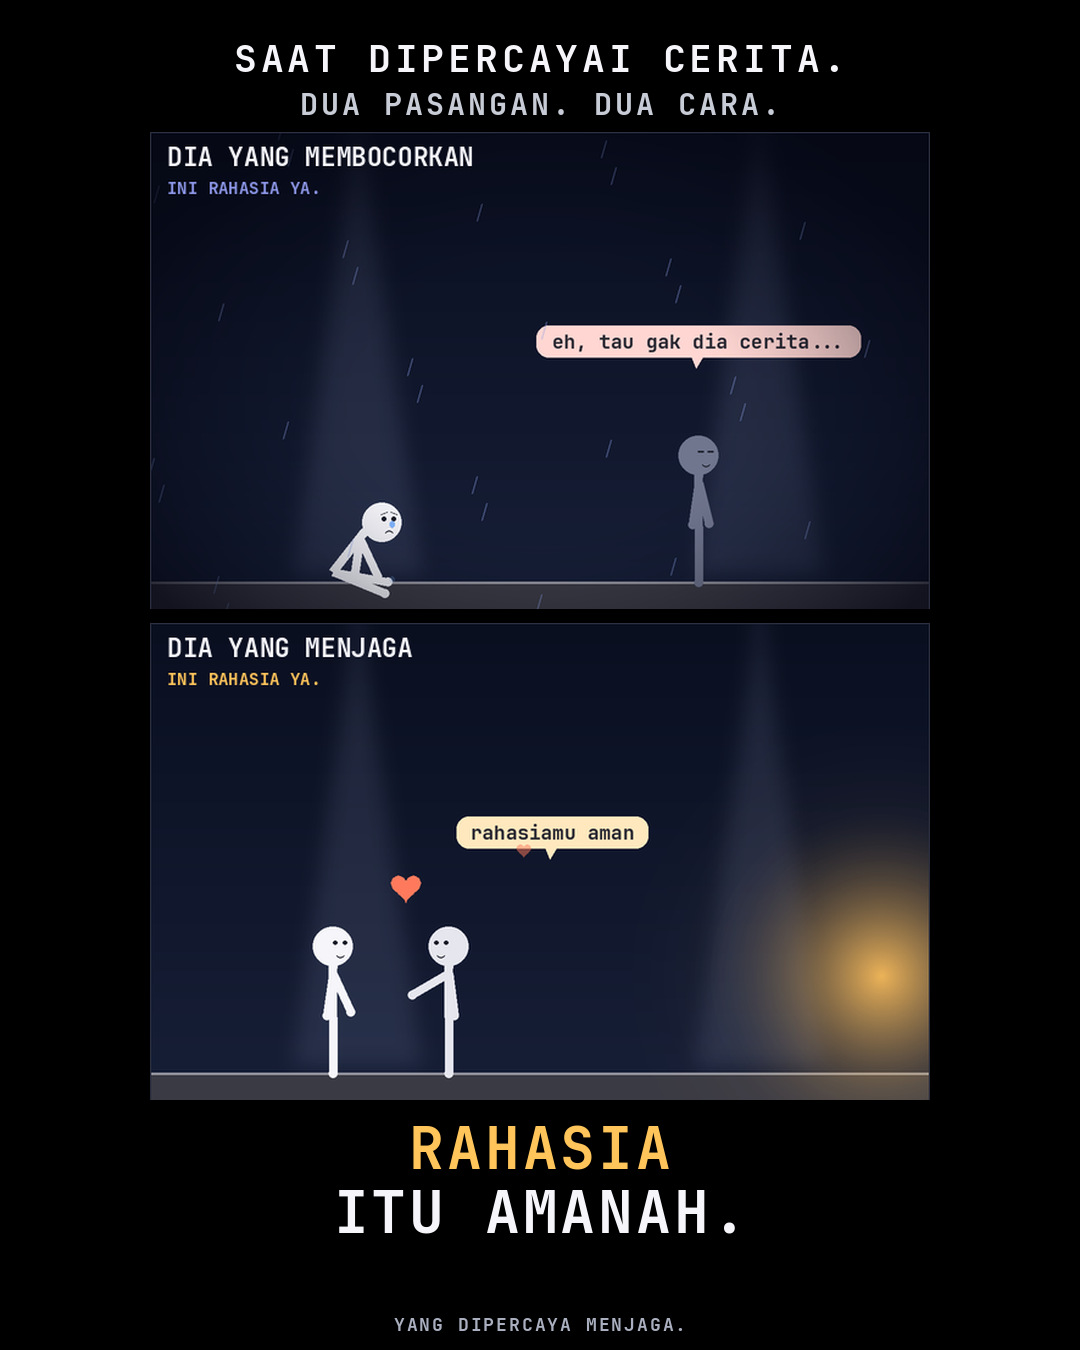 SAAT DIPERCAYAI CERITA.
DUA PASANGAN. DUA CARA.
DIA YANG MEMBOCORKAN
INI RAHASIA YA.
eh, tau gak dia cerita...
DIA YANG MENJAGA
INI RAHASIA YA.
rahasiamu aman
RAHASIA
ITU AMANAH.
YANG DIPERCAYA MENJAGA.